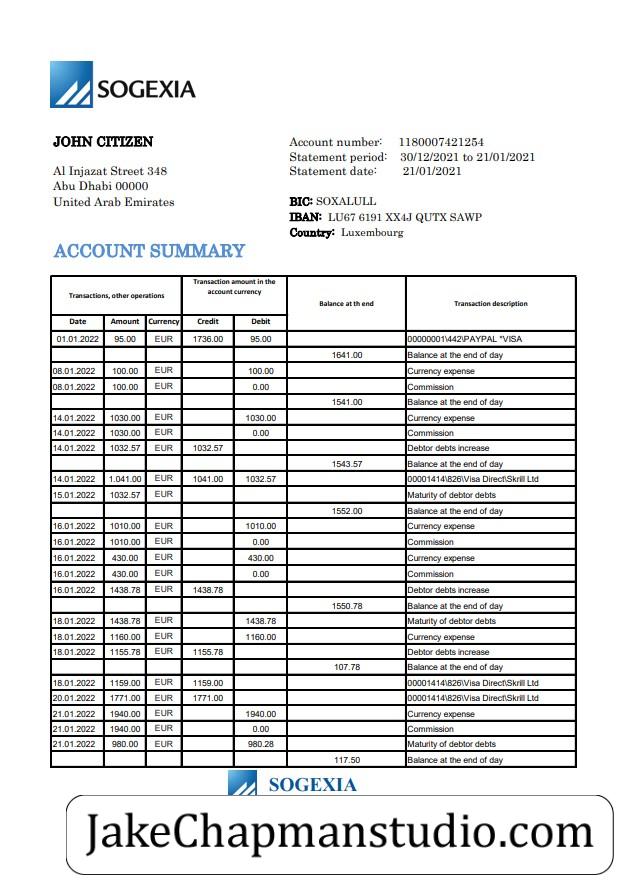 SOGEXIA
JOHN CITIZEN
Al Injazat Street 348
Abu Dhabi 00000
United Arab Emirates
Account number: 1180007421254
Statement period: 30/12/2021 to 21/01/2021
Statement date: 21/01/2021
BIC: SOXALULL
IBAN: LU67 6191 XX4J QUTX SAWP
Country: Luxembourg
ACCOUNT SUMMARY
Transactions, other operations
Transaction amount in the
account currency
Balance at th end
Transaction description
Date Amount Currency Credit Debit
01.01.2022 95.00 EUR 1736.00 95.00 00000001\442\PAYPAL *VISA
1641.00 Balance at the end of day
08.01.2022 100.00 EUR 100.00 Currency expense
08.01.2022 100.00 EUR 0.00 Commission
1541.00 Balance at the end of day
14.01.2022 1030.00 EUR 1030.00 Currency expense
14.01.2022 1030.00 EUR 0.00 Commission
14.01.2022 1032.57 EUR 1032.57 Debtor debts increase
1543.57 Balance at the end of day
14.01.2022 1.041.00 EUR 1041.00 1032.57 00001414\826\Visa Direct\Skrill Ltd
15.01.2022 1032.57 EUR Maturity of debtor debts
1552.00 Balance at the end of day
16.01.2022 1010.00 EUR 1010.00 Currency expense
16.01.2022 1010.00 EUR 0.00 Commission
16.01.2022 430.00 EUR 430.00 Currency expense
16.01.2022 430.00 EUR 0.00 Commission
16.01.2022 1438.78 EUR 1438.78 Debtor debts increase
1550.78 Balance at the end of day
18.01.2022 1438.78 EUR 1438.78 Maturity of debtor debts
18.01.2022 1160.00 EUR 1160.00 Currency expense
18.01.2022 1155.78 EUR 1155.78 Debtor debts increase
107.78 Balance at the end of day
18.01.2022 1159.00 EUR 1159.00 00001414\826\Visa Direct\Skrill Ltd
20.01.2022 1771.00 EUR 1771.00 00001414\826\Visa Direct\Skrill Ltd
21.01.2022 1940.00 EUR 1940.00 Currency expense
21.01.2022 1940.00 EUR 0.00 Commission
21.01.2022 980.00 EUR 980.28 Maturity of debtor debts
117.50 Balance at the end of day
SOGEXIA
JakeChapmanstudio.com